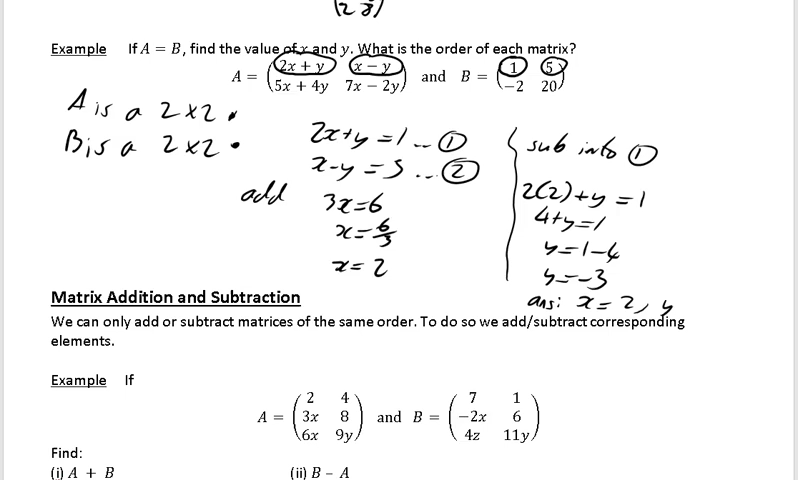 (2 3)
Example If A = B, find the value of x and y. What is the order of each matrix?
A = (2x + y x − y
5x + 4y 7x − 2y) and B = (1 5
−2 20)
A is a 2x2.
B is a 2x2.
2x+y=1 ... ①
x-y=5 ... ②
add 3x=6
x=6/3
x=2
sub into ①
2(2)+y=1
4+y=1
y=1-4
y=-3
ans: x=2, y
Matrix Addition and Subtraction
We can only add or subtract matrices of the same order. To do so we add/subtract corresponding
elements.
Example If
A = (2 4
3x 8
6x 9y) and B = (7 1
−2x 6
4z 11y)
Find:
(i) A + B (ii) B − A